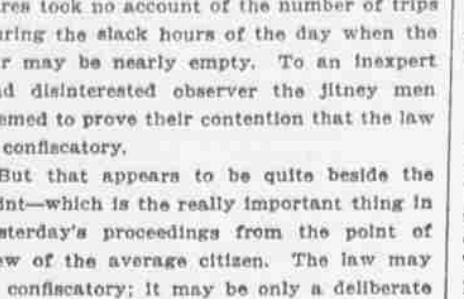 res took no account of the number of trips
uring the slack hours of the day when the
r may be nearly empty. To an inexpert
nd disinterested observer the jitney men
emed to prove their contention that the law
confiscatory.
But that appears to be quite beside the
int—which is the really important thing in
sterday's proceedings from the point of
ew of the average citizen. The law may
confiscatory; it may be only a deliberate